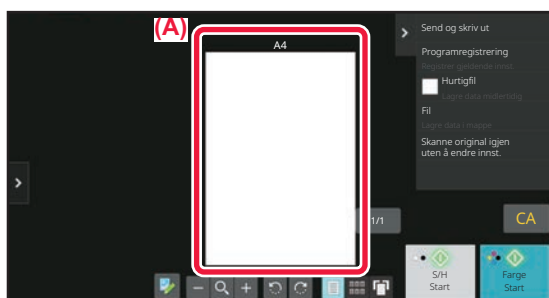 (A)
A4
Send og skriv ut
Programregistrering
Registrer gjeldende innst.
Hurtigfil
Lagre data midlertidig
Fil
Lagre data i mappe
Skanne original igjen
uten å endre innst.
1/1
CA
S/H
Start
Farge
Start